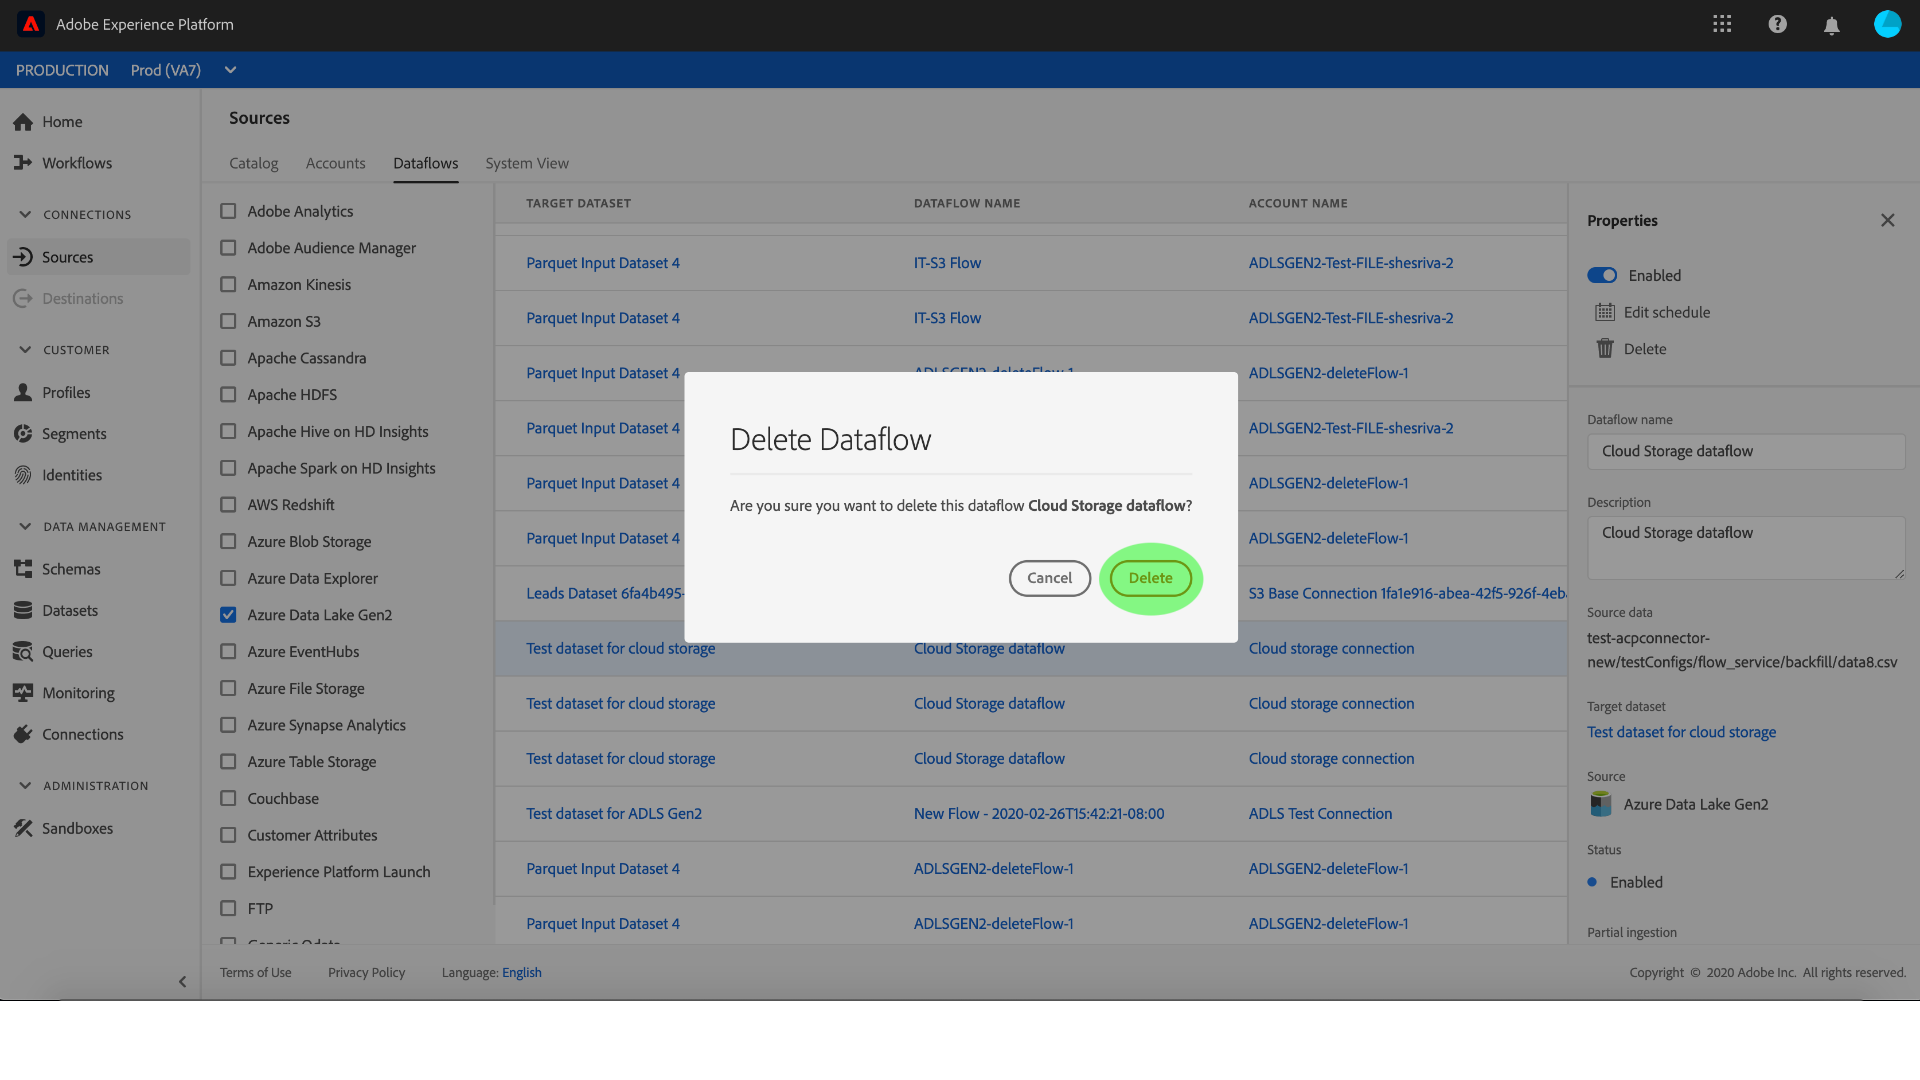 Adobe Experience Platform
PRODUCTION Prod (VA7)
Home
Workflows
CONNECTIONS
Sources
Destinations
CUSTOMER
Profiles
Segments
Identities
DATA MANAGEMENT
Schemas
Datasets
Queries
Monitoring
Connections
ADMINISTRATION
Sandboxes
Sources
Catalog Accounts Dataflows System View
Adobe Analytics
Adobe Audience Manager
Amazon Kinesis
Amazon S3
Apache Cassandra
Apache HDFS
Apache Hive on HD Insights
Apache Spark on HD Insights
AWS Redshift
Azure Blob Storage
Azure Data Explorer
Azure Data Lake Gen2
Azure EventHubs
Azure File Storage
Azure Synapse Analytics
Azure Table Storage
Couchbase
Customer Attributes
Experience Platform Launch
FTP
Generic Odata
TARGET DATASET DATAFLOW NAME ACCOUNT NAME
Parquet Input Dataset 4 IT-S3 Flow ADLSGEN2-Test-FILE-shesriva-2
Parquet Input Dataset 4 IT-S3 Flow ADLSGEN2-Test-FILE-shesriva-2
Parquet Input Dataset 4 ADLSGEN2-deleteFlow-1 ADLSGEN2-deleteFlow-1
Parquet Input Dataset 4 ADLSGEN2-Test-FILE-shesriva-2
Parquet Input Dataset 4 ADLSGEN2-deleteFlow-1
Parquet Input Dataset 4 ADLSGEN2-deleteFlow-1
Leads Dataset 6fa4b495- S3 Base Connection 1fa1e916-abea-42f5-926f-4eb
Test dataset for cloud storage Cloud Storage dataflow Cloud storage connection
Test dataset for cloud storage Cloud Storage dataflow Cloud storage connection
Test dataset for cloud storage Cloud Storage dataflow Cloud storage connection
Test dataset for ADLS Gen2 New Flow - 2020-02-26T15:42:21-08:00 ADLS Test Connection
Parquet Input Dataset 4 ADLSGEN2-deleteFlow-1 ADLSGEN2-deleteFlow-1
Parquet Input Dataset 4 ADLSGEN2-deleteFlow-1 ADLSGEN2-deleteFlow-1
Delete Dataflow
Are you sure you want to delete this dataflow Cloud Storage dataflow?
Cancel Delete
Properties
Enabled
Edit schedule
Delete
Dataflow name
Cloud Storage dataflow
Description
Cloud Storage dataflow
Source data
test-acpconnector-
new/testConfigs/flow_service/backfill/data8.csv
Target dataset
Test dataset for cloud storage
Source
Azure Data Lake Gen2
Status
Enabled
Partial ingestion
Terms of Use Privacy Policy Language: English
Copyright © 2020 Adobe Inc. All rights reserved.